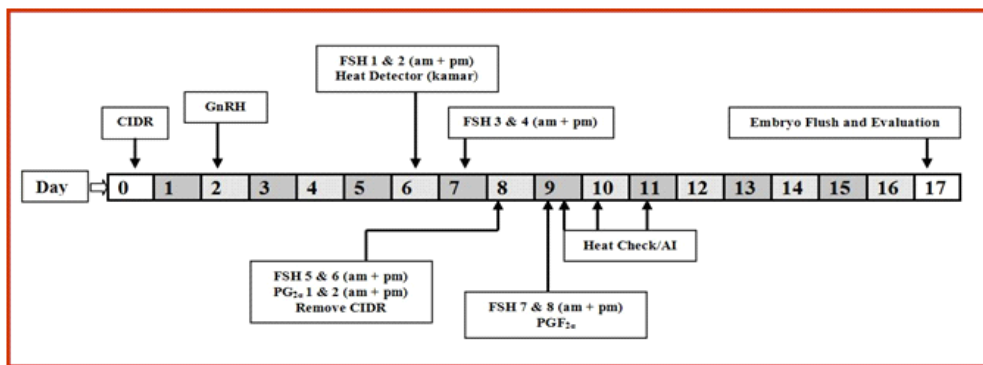 FSH 1 & 2 (am + pm)
Heat Detector (kamar)
GnRH
CIDR
FSH 3 & 4 (am + pm)
Embryo Flush and Evaluation
Day
0 1 2 3 4 5 6 7 8 9 10 11 12 13 14 15 16 17
Heat Check/AI
FSH 5 & 6 (am + pm)
PG₂α 1 & 2 (am + pm)
Remove CIDR
FSH 7 & 8 (am + pm)
PGF₂α